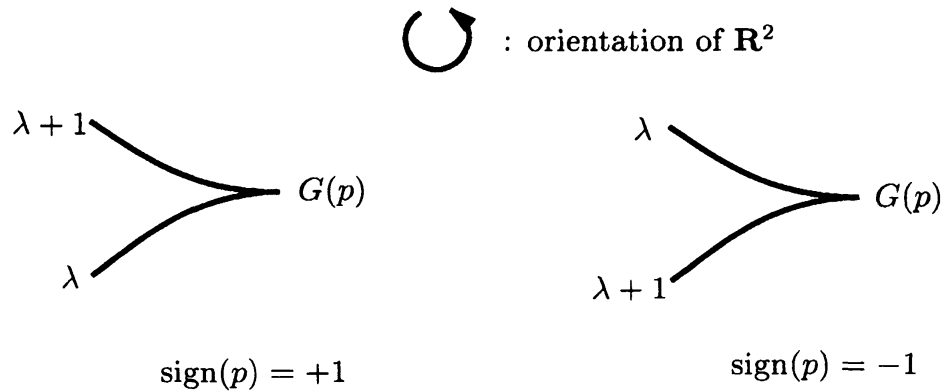 : orientation of R²
λ + 1
G(p)
λ
sign(p) = +1
λ
G(p)
λ + 1
sign(p) = −1